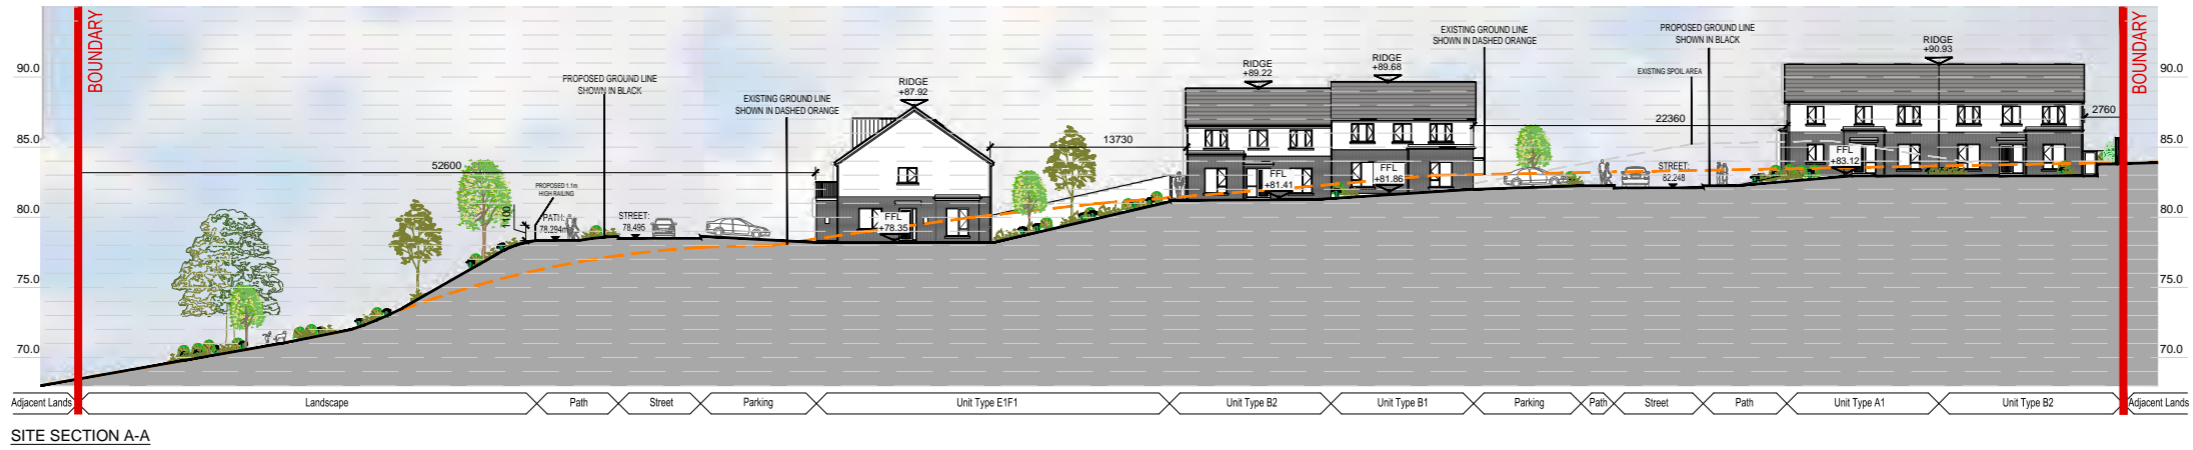 BOUNDARY
BOUNDARY
90.0
85.0
80.0
75.0
70.0
90.0
85.0
80.0
75.0
70.0
52600
PROPOSED 1.1m
HIGH RAILING
1100
PATH:
78.294m
PROPOSED GROUND LINE
SHOWN IN BLACK
STREET:
78.495
EXISTING GROUND LINE
SHOWN IN DASHED ORANGE
RIDGE
+87.92
FFL
+78.35
13730
RIDGE
+89.22
FFL
+81.41
RIDGE
+89.68
FFL
+81.86
EXISTING GROUND LINE
SHOWN IN DASHED ORANGE
22360
EXISTING SPOIL AREA
PROPOSED GROUND LINE
SHOWN IN BLACK
STREET:
82.248
RIDGE
+90.93
FFL
+83.12
2760
Adjacent Lands
Landscape
Path
Street
Parking
Unit Type E1F1
Unit Type B2
Unit Type B1
Parking
Path
Street
Path
Unit Type A1
Unit Type B2
Adjacent Lands
SITE SECTION A-A